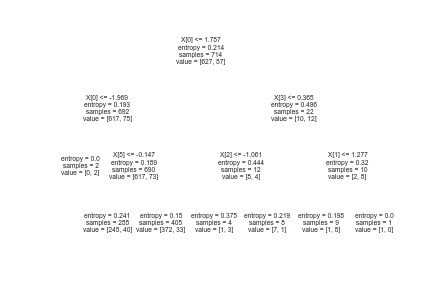 X[0] <= 1.757
entropy = 0.214
samples = 714
value = [627, 87]
X[0] <= -1.969
entropy = 0.193
samples = 692
value = [617, 75]
X[3] <= 0.365
entropy = 0.496
samples = 22
value = [10, 12]
entropy = 0.0
samples = 2
value = [0, 2]
X[5] <= -0.147
entropy = 0.189
samples = 690
value = [617, 73]
X[2] <= -1.061
entropy = 0.444
samples = 12
value = [8, 4]
X[1] <= 1.277
entropy = 0.32
samples = 10
value = [2, 8]
entropy = 0.241
samples = 285
value = [245, 40]
entropy = 0.15
samples = 405
value = [372, 33]
entropy = 0.375
samples = 4
value = [1, 3]
entropy = 0.219
samples = 8
value = [7, 1]
entropy = 0.198
samples = 9
value = [1, 8]
entropy = 0.0
samples = 1
value = [1, 0]